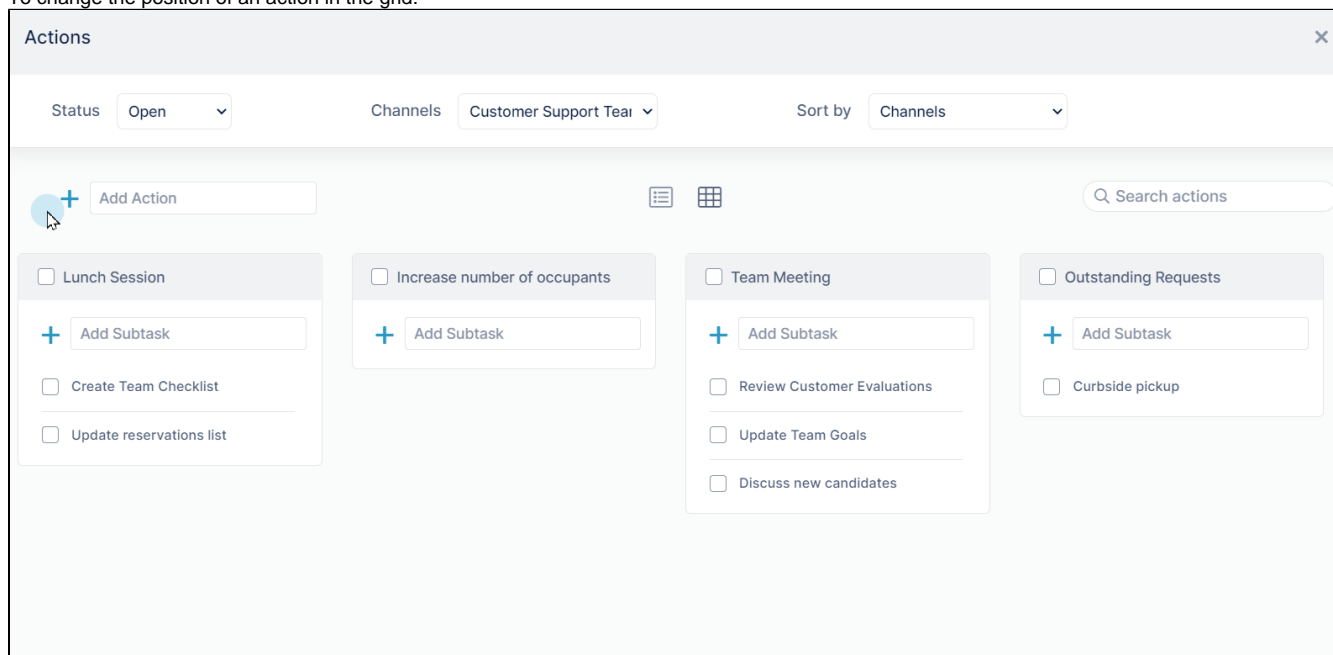 To change the position of an action in the grid:
Actions
Status Open Channels Customer Support Tear Sort by Channels
Add Action Search actions
Lunch Session Increase number of occupants Team Meeting Outstanding Requests
Add Subtask Add Subtask Add Subtask Add Subtask
Create Team Checklist Review Customer Evaluations Curbside pickup
Update reservations list Update Team Goals
Discuss new candidates